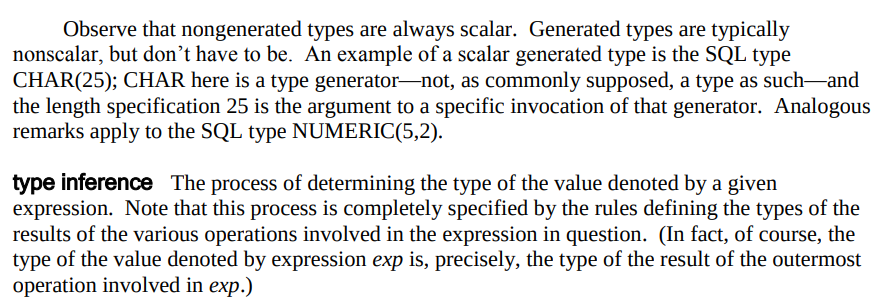 Observe that nongenerated types are always scalar.  Generated types are typically
nonscalar, but don’t have to be.  An example of a scalar generated type is the SQL type
CHAR(25); CHAR here is a type generator—not, as commonly supposed, a type as such—and
the length specification 25 is the argument to a specific invocation of that generator.  Analogous
remarks apply to the SQL type NUMERIC(5,2).
type inference   The process of determining the type of the value denoted by a given
expression.  Note that this process is completely specified by the rules defining the types of the
results of the various operations involved in the expression in question.  (In fact, of course, the
type of the value denoted by expression exp is, precisely, the type of the result of the outermost
operation involved in exp.)